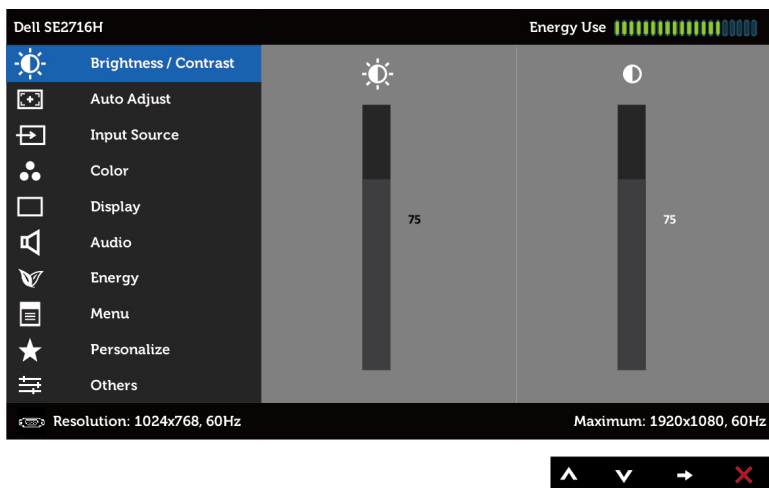 Dell SE2716H
Energy Use
Brightness / Contrast
Auto Adjust
Input Source
Color
Display
Audio
Energy
Menu
Personalize
Others
75
75
Resolution: 1024x768, 60Hz
Maximum: 1920x1080, 60Hz